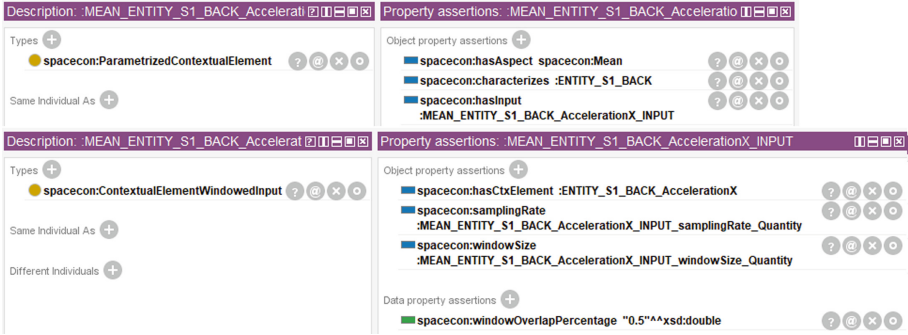 Description: :MEAN_ENTITY_S1_BACK_Accelerati
Property assertions: :MEAN_ENTITY_S1_BACK_Acceleratio
Types
spacecon:ParametrizedContextualElement
Same Individual As
Object property assertions
spacecon:hasAspect spacecon:Mean
spacecon:characterizes :ENTITY_S1_BACK
spacecon:hasInput
:MEAN_ENTITY_S1_BACK_AccelerationX_INPUT
Description: :MEAN_ENTITY_S1_BACK_Accelerat
Property assertions: :MEAN_ENTITY_S1_BACK_AccelerationX_INPUT
Types
spacecon:ContextualElementWindowedInput
Same Individual As
Different Individuals
Object property assertions
spacecon:hasCtxElement :ENTITY_S1_BACK_AccelerationX
spacecon:samplingRate
:MEAN_ENTITY_S1_BACK_AccelerationX_INPUT_samplingRate_Quantity
spacecon:windowSize
:MEAN_ENTITY_S1_BACK_AccelerationX_INPUT_windowSize_Quantity
Data property assertions
spacecon:windowOverlapPercentage "0.5"^^xsd:double